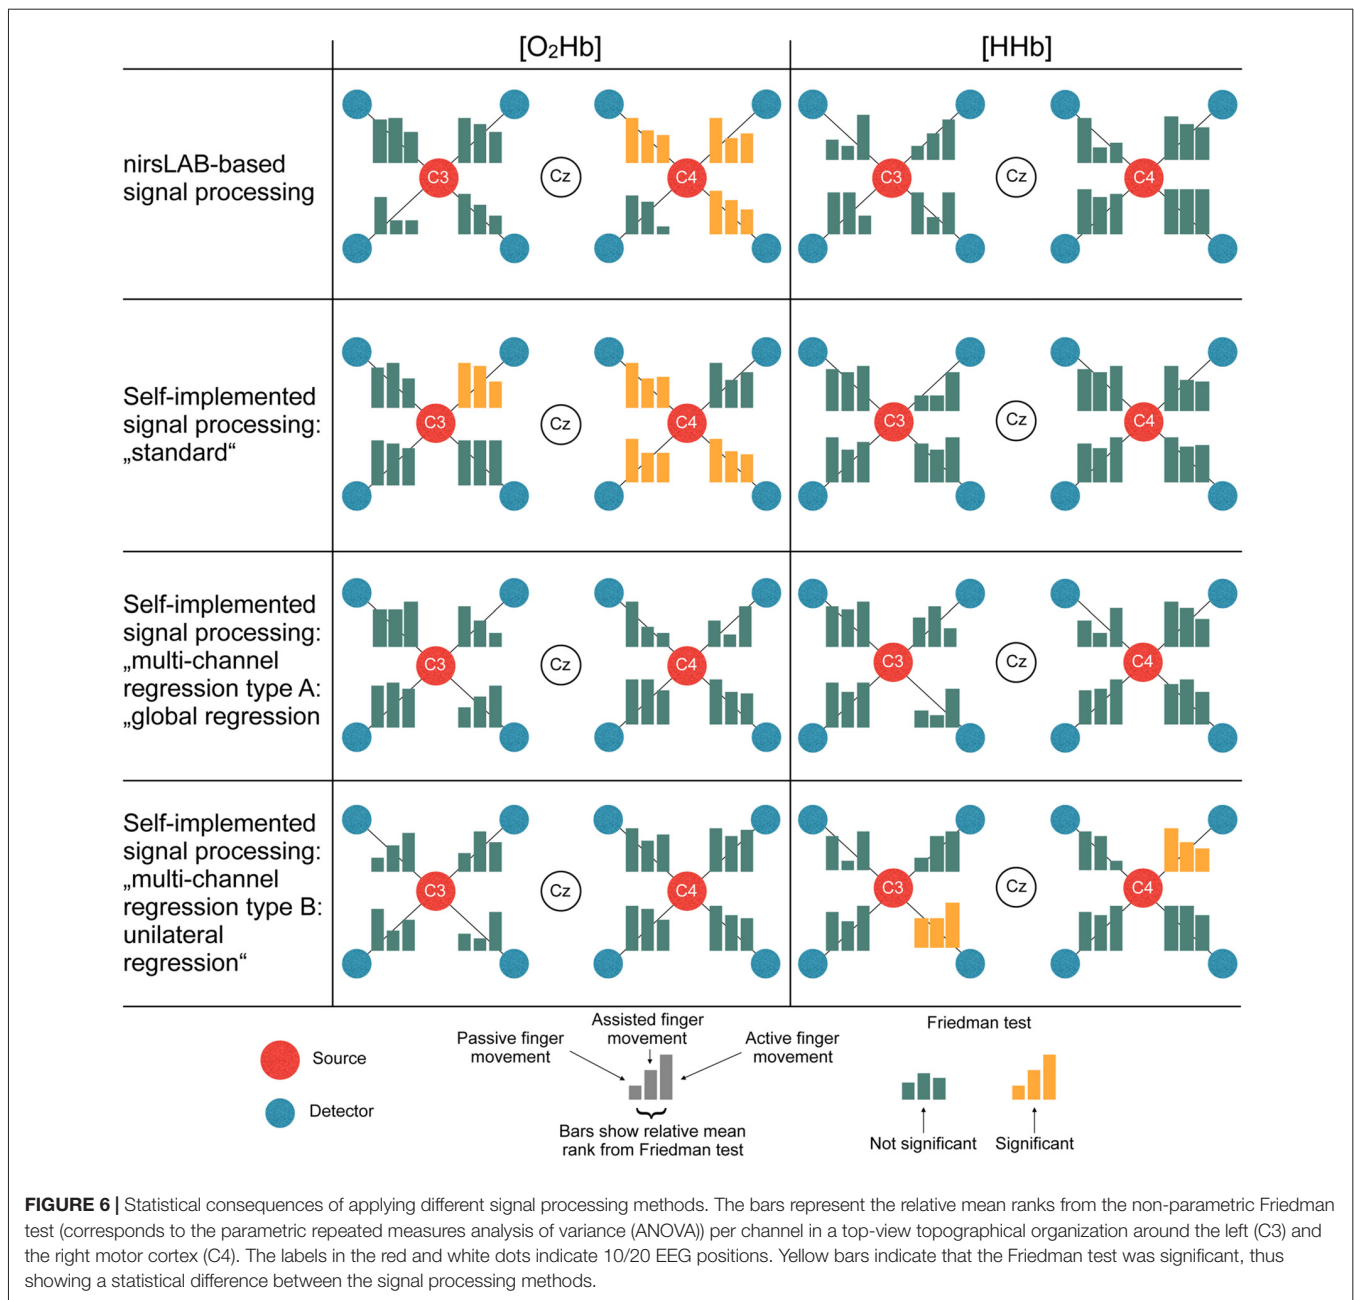 [O₂Hb]
[HHb]
nirsLAB-based
signal processing
C3
Cz
C4
C3
Cz
C4
Self-implemented
signal processing:
„standard“
C3
Cz
C4
C3
Cz
C4
Self-implemented
signal processing:
„multi-channel
regression type A:
„global regression
C3
Cz
C4
C3
Cz
C4
Self-implemented
signal processing:
„multi-channel
regression type B:
unilateral
regression“
C3
Cz
C4
C3
Cz
C4
Source
Detector
Passive finger
movement
Assisted finger
movement
Active finger
movement
Bars show relative mean
rank from Friedman test
Friedman test
Not significant
Significant
FIGURE 6 | Statistical consequences of applying different signal processing methods. The bars represent the relative mean ranks from the non-parametric Friedman
test (corresponds to the parametric repeated measures analysis of variance (ANOVA)) per channel in a top-view topographical organization around the left (C3) and
the right motor cortex (C4). The labels in the red and white dots indicate 10/20 EEG positions. Yellow bars indicate that the Friedman test was significant, thus
showing a statistical difference between the signal processing methods.